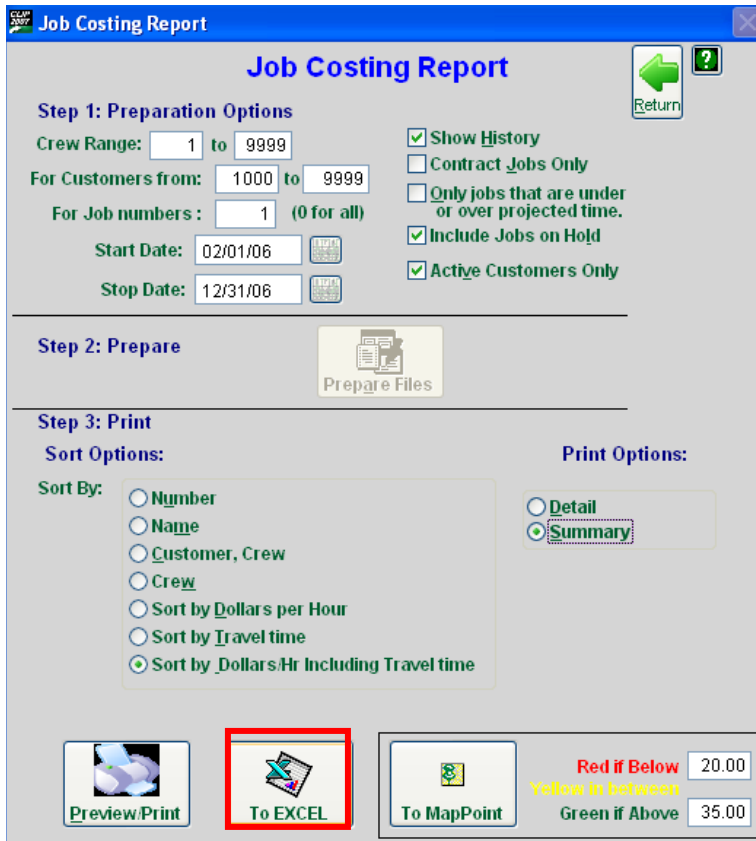 CLIP 2007 Job Costing Report
Job Costing Report
?
Return
Step 1: Preparation Options
Crew Range: 1 to 9999
For Customers from: 1000 to 9999
For Job numbers : 1 (0 for all)
Start Date: 02/01/06
Stop Date: 12/31/06
Show History
Contract Jobs Only
Only jobs that are under
or over projected time.
Include Jobs on Hold
Active Customers Only
Step 2: Prepare
Prepare Files
Step 3: Print
Sort Options:
Sort By:
Number
Name
Customer, Crew
Crew
Sort by Dollars per Hour
Sort by Travel time
Sort by Dollars/Hr Including Travel time
Print Options:
Detail
Summary
Preview/Print
To EXCEL
To MapPoint
Red if Below 20.00
Yellow in between
Green if Above 35.00